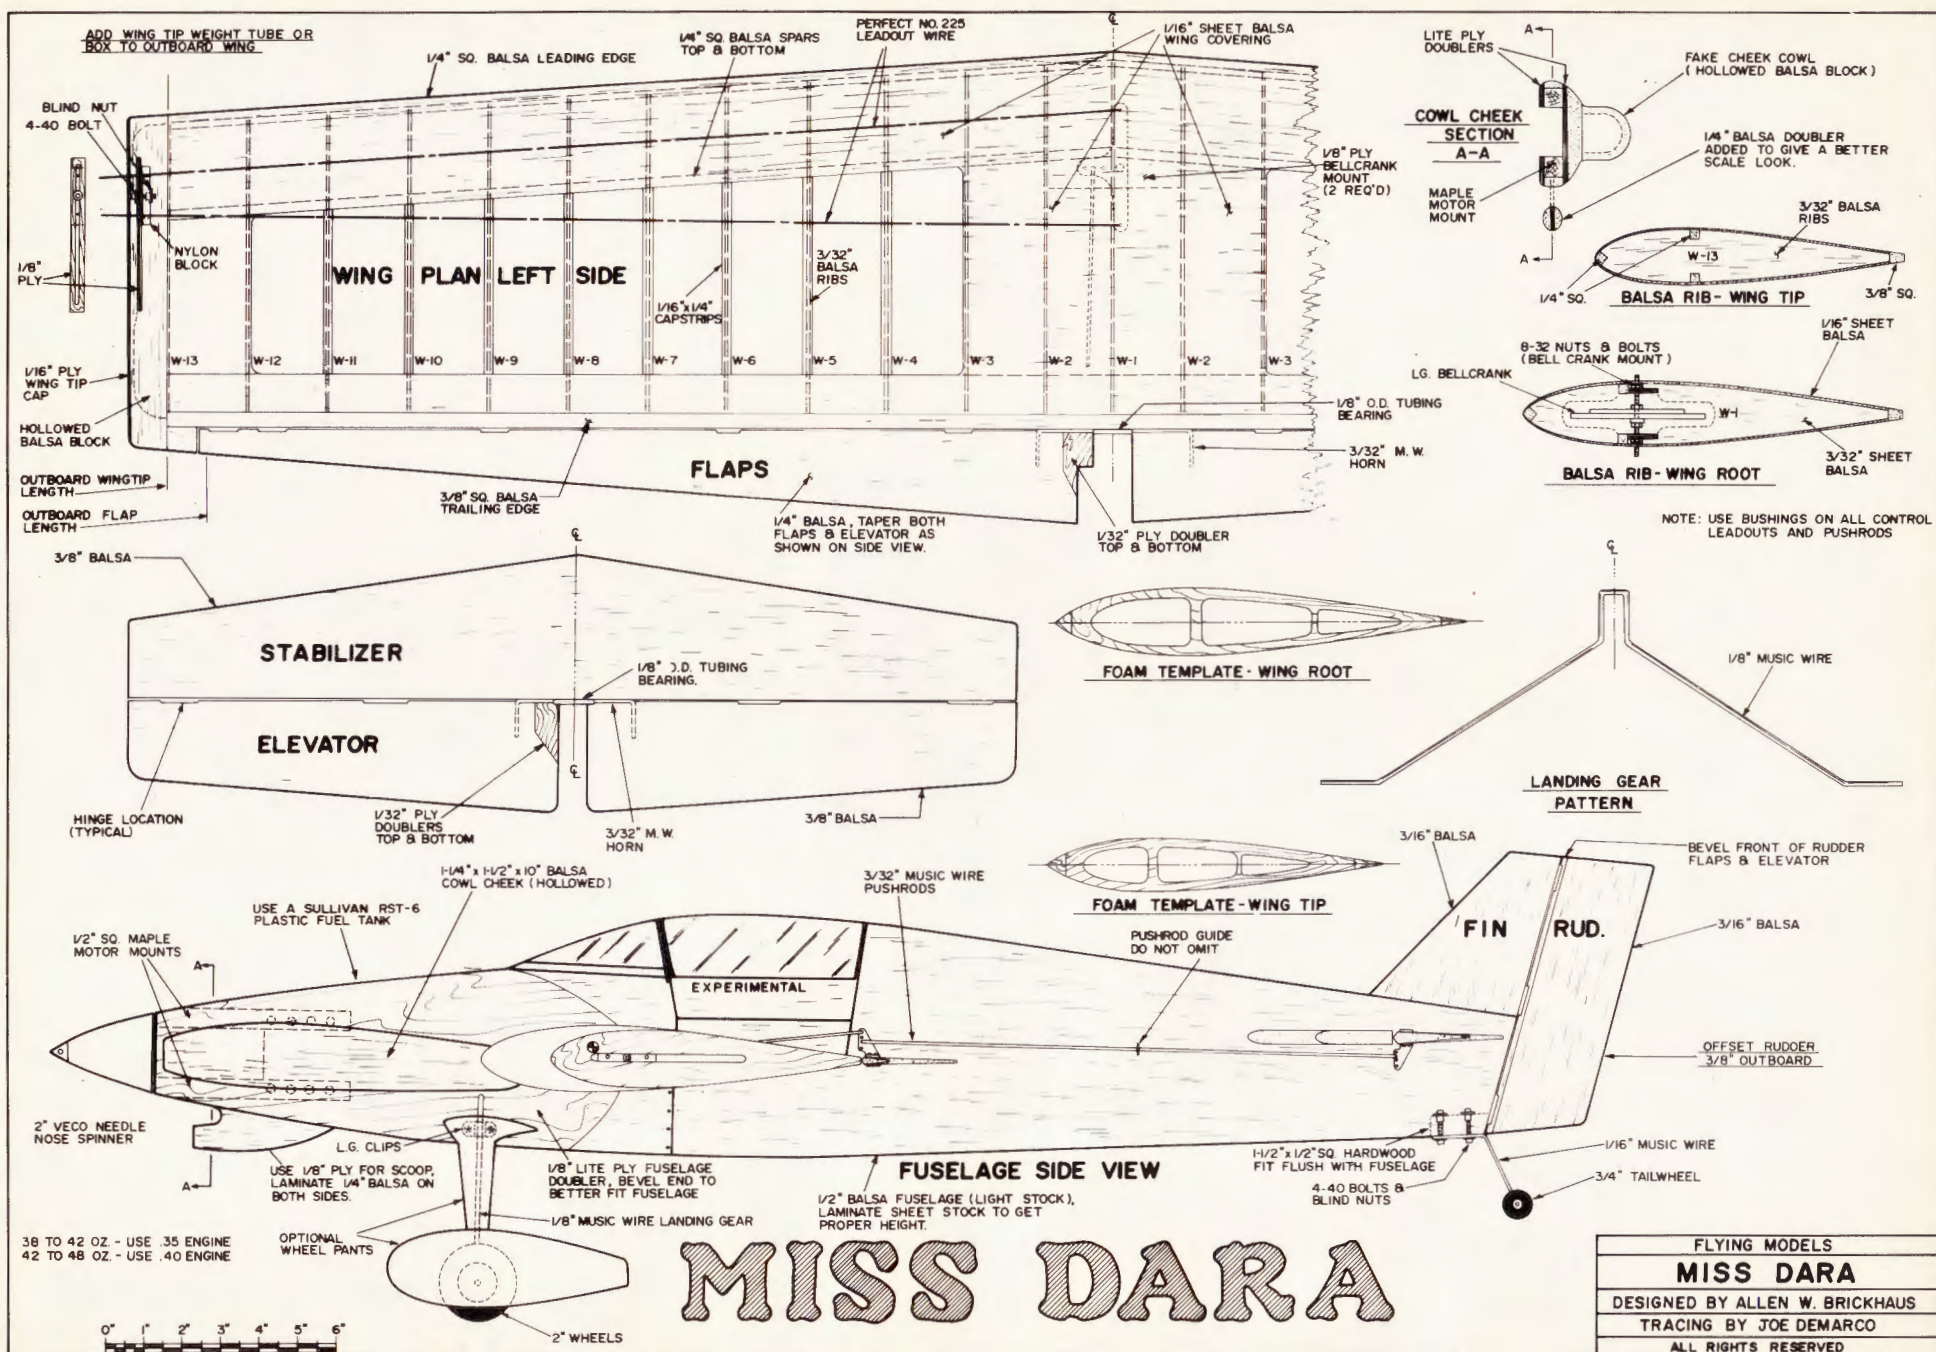 ADD WING TIP WEIGHT TUBE OR
BOX TO OUTBOARD WING
1/4" SQ. BALSA LEADING EDGE
1/4" SQ. BALSA SPARS
TOP & BOTTOM
PERFECT NO. 225
LEADOUT WIRE
℄
1/16" SHEET BALSA
WING COVERING
BLIND NUT
4-40 BOLT
1/8" PLY
BELLCRANK
MOUNT
(2 REQ'D)
1/8"
PLY
NYLON
BLOCK
WING PLAN LEFT SIDE
3/32"
BALSA
RIBS
1/16"x1/4"
CAPSTRIPS
W-13
W-12
W-11
W-10
W-9
W-8
W-7
W-6
W-5
W-4
W-3
W-2
W-1
W-2
W-3
1/16" PLY
WING TIP
CAP
HOLLOWED
BALSA BLOCK
1/8" O.D. TUBING
BEARING
3/32" M.W.
HORN
FLAPS
OUTBOARD WINGTIP
LENGTH
OUTBOARD FLAP
LENGTH
3/8" SQ. BALSA
TRAILING EDGE
1/4" BALSA, TAPER BOTH
FLAPS & ELEVATOR AS
SHOWN ON SIDE VIEW.
1/32" PLY DOUBLER
TOP & BOTTOM
LITE PLY
DOUBLERS
A
FAKE CHEEK COWL
(HOLLOWED BALSA BLOCK)
COWL CHEEK
SECTION
A-A
1/4" BALSA DOUBLER
ADDED TO GIVE A BETTER
SCALE LOOK.
MAPLE
MOTOR
MOUNT
A
3/32" BALSA
RIBS
W-13
1/4" SQ.
3/8" SQ.
BALSA RIB-WING TIP
1/16" SHEET
BALSA
8-32 NUTS & BOLTS
(BELL CRANK MOUNT)
LG. BELLCRANK
W-1
3/32" SHEET
BALSA
BALSA RIB-WING ROOT
NOTE: USE BUSHINGS ON ALL CONTROL
LEADOUTS AND PUSHRODS
3/8" BALSA
℄
STABILIZER
1/8" O.D. TUBING
BEARING.
ELEVATOR
℄
HINGE LOCATION
(TYPICAL)
1/32" PLY
DOUBLERS
TOP & BOTTOM
3/32" M.W.
HORN
3/8" BALSA
FOAM TEMPLATE-WING ROOT
℄
1/8" MUSIC WIRE
LANDING GEAR
PATTERN
FOAM TEMPLATE-WING TIP
1-1/4"x1-1/2"x10" BALSA
COWL CHEEK (HOLLOWED)
USE A SULLIVAN RST-6
PLASTIC FUEL TANK
1/2" SQ. MAPLE
MOTOR MOUNTS
A
3/32" MUSIC WIRE
PUSHRODS
PUSHROD GUIDE
DO NOT OMIT
3/16" BALSA
BEVEL FRONT OF RUDDER
FLAPS & ELEVATOR
FIN
RUD.
3/16" BALSA
EXPERIMENTAL
OFFSET RUDDER
3/8" OUTBOARD
2" VECO NEEDLE
NOSE SPINNER
A
L.G. CLIPS
USE 1/8" PLY FOR SCOOP,
LAMINATE 1/4" BALSA ON
BOTH SIDES.
1/8" LITE PLY FUSELAGE
DOUBLER, BEVEL END TO
BETTER FIT FUSELAGE
FUSELAGE SIDE VIEW
1/2" BALSA FUSELAGE (LIGHT STOCK),
LAMINATE SHEET STOCK TO GET
PROPER HEIGHT.
1-1/2"x1/2" SQ. HARDWOOD
FIT FLUSH WITH FUSELAGE
4-40 BOLTS &
BLIND NUTS
1/16" MUSIC WIRE
3/4" TAILWHEEL
1/8" MUSIC WIRE LANDING GEAR
OPTIONAL
WHEEL PANTS
38 TO 42 OZ. - USE .35 ENGINE
42 TO 48 OZ. - USE .40 ENGINE
2" WHEELS
0" 1" 2" 3" 4" 5" 6"
MISS DARA
FLYING MODELS
MISS DARA
DESIGNED BY ALLEN W. BRICKHAUS
TRACING BY JOE DEMARCO
ALL RIGHTS RESERVED